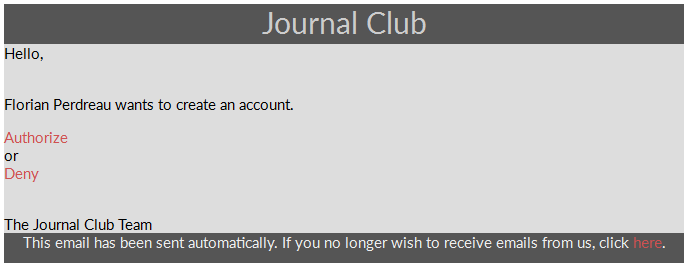 Journal Club
Hello,
Florian Perdreau wants to create an account.
Authorize
or
Deny
The Journal Club Team
This email has been sent automatically. If you no longer wish to receive emails from us, click here.